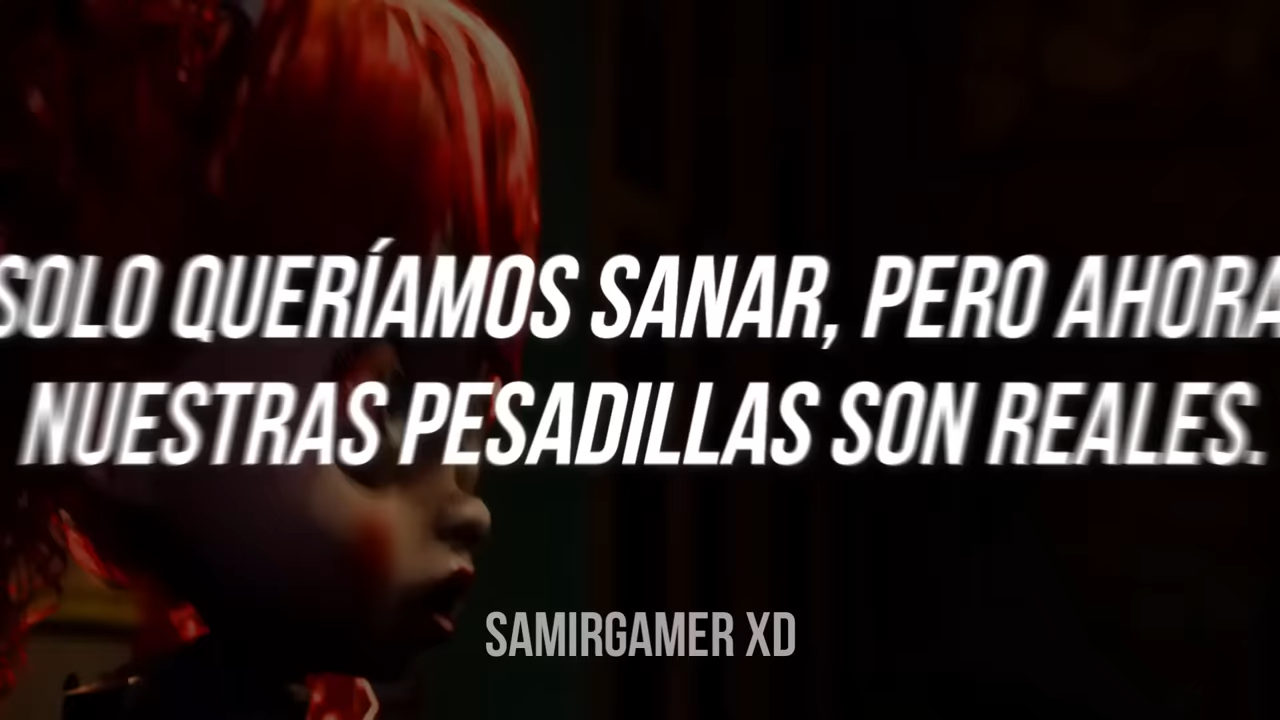 SOLO QUERÍAMOS SANAR, PERO AHORA
NUESTRAS PESADILLAS SON REALES.
SAMIRGAMER XD